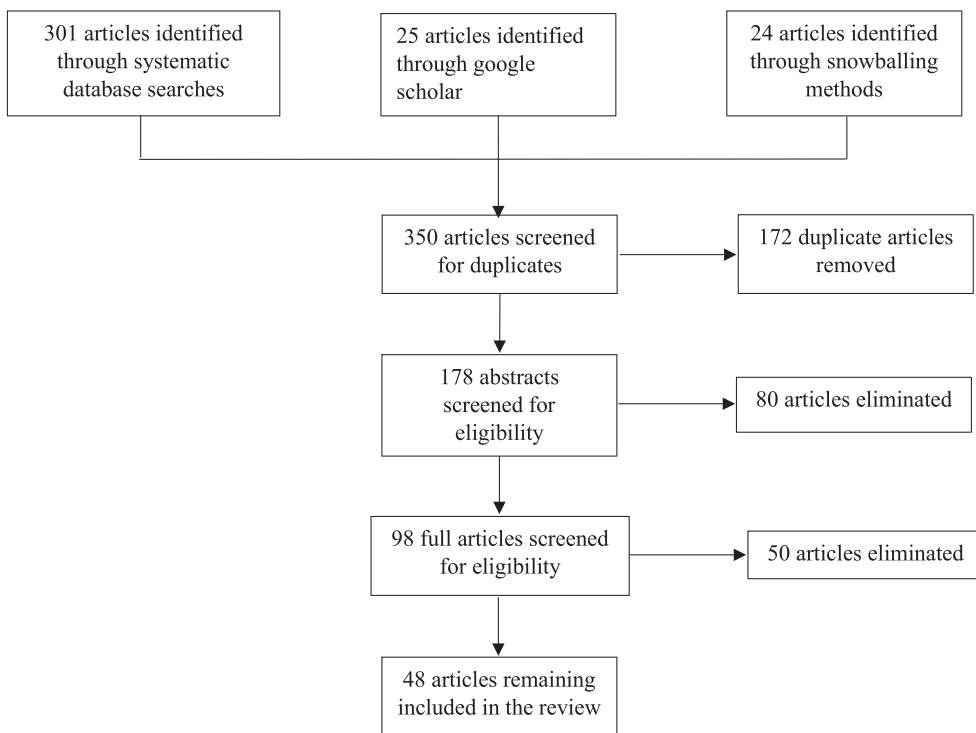 301 articles identified
through systematic
database searches
25 articles identified
through google
scholar
24 articles identified
through snowballing
methods
350 articles screened
for duplicates
172 duplicate articles
removed
178 abstracts
screened for
eligibility
80 articles eliminated
98 full articles screened
for eligibility
50 articles eliminated
48 articles remaining
included in the review